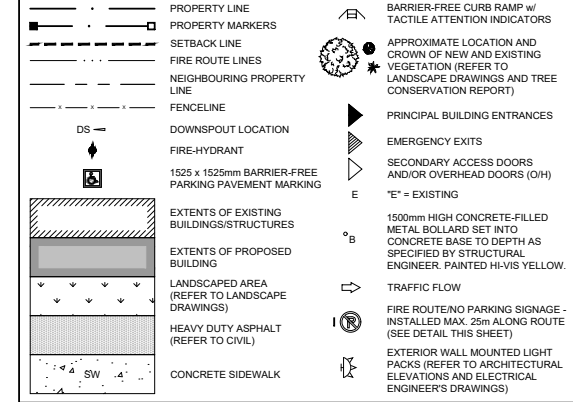 PROPERTY LINE
PROPERTY MARKERS
SETBACK LINE
FIRE ROUTE LINES
NEIGHBOURING PROPERTY
LINE
x x x
FENCELINE
DS
DOWNSPOUT LOCATION
FIRE-HYDRANT
1525 x 1525mm BARRIER-FREE
PARKING PAVEMENT MARKING
EXTENTS OF EXISTING
BUILDINGS/STRUCTURES
EXTENTS OF PROPOSED
BUILDING
LANDSCAPED AREA
(REFER TO LANDSCAPE
DRAWINGS)
HEAVY DUTY ASPHALT
(REFER TO CIVIL)
SW
CONCRETE SIDEWALK
BARRIER-FREE CURB RAMP w/
TACTILE ATTENTION INDICATORS
APPROXIMATE LOCATION AND
CROWN OF NEW AND EXISTING
VEGETATION (REFER TO
LANDSCAPE DRAWINGS AND TREE
CONSERVATION REPORT)
PRINCIPAL BUILDING ENTRANCES
EMERGENCY EXITS
SECONDARY ACCESS DOORS
AND/OR OVERHEAD DOORS (O/H)
E
"E" = EXISTING
B
1500mm HIGH CONCRETE-FILLED
METAL BOLLARD SET INTO
CONCRETE BASE TO DEPTH AS
SPECIFIED BY STRUCTURAL
ENGINEER. PAINTED HI-VIS YELLOW.
TRAFFIC FLOW
FIRE ROUTE/NO PARKING SIGNAGE -
INSTALLED MAX. 25m ALONG ROUTE
(SEE DETAIL THIS SHEET)
EXTERIOR WALL MOUNTED LIGHT
PACKS (REFER TO ARCHITECTURAL
ELEVATIONS AND ELECTRICAL
ENGINEER'S DRAWINGS)